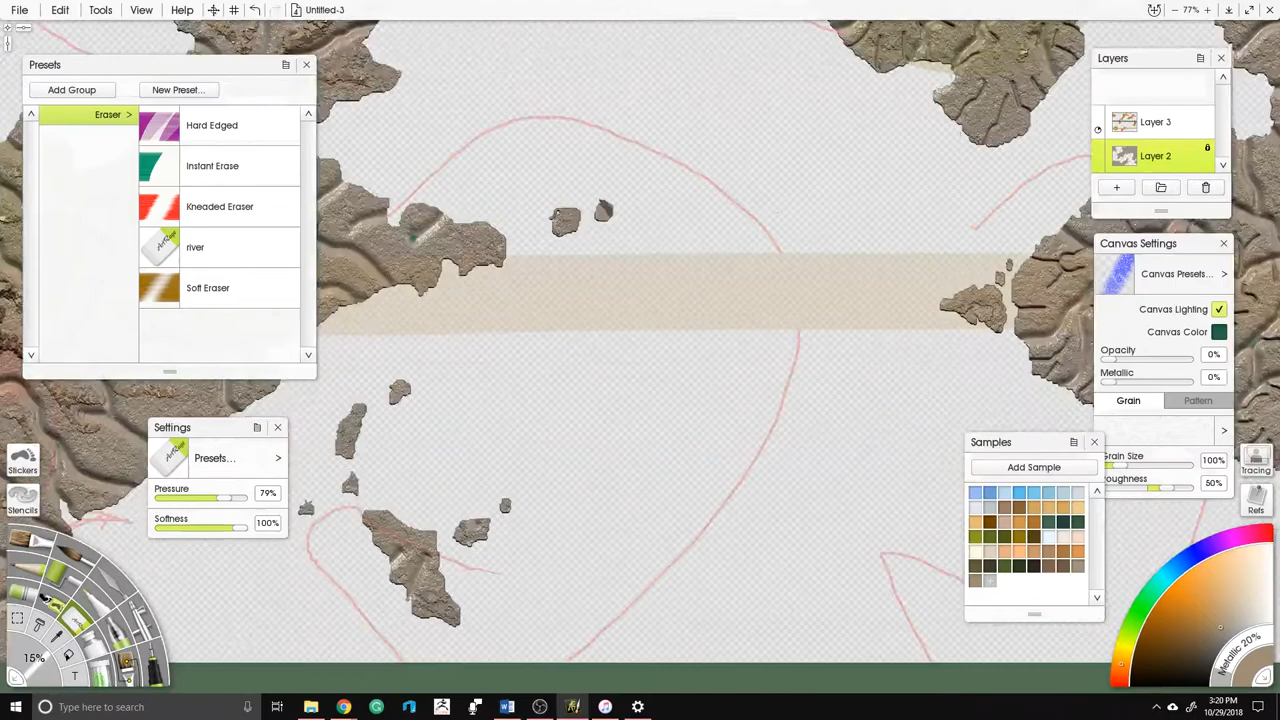 File Edit Tools View Help Untitled-3 77%
Presets
Add Group New Preset...
Eraser >
Hard Edged
Instant Erase
Kneaded Eraser
river
Soft Eraser
Settings
Presets... >
Pressure
79%
Softness
100%
Layers
Layer 3
Layer 2
Canvas Settings
Canvas Presets... >
Canvas Lighting
Canvas Color
Opacity
0%
Metallic
0%
Grain Pattern
Grain Size
100%
Roughness
50%
Samples
Add Sample
Stickers
Stencils
Tracing
Refs
15%
T
Metallic 20%
Type here to search
3:20 PM
10/29/2018